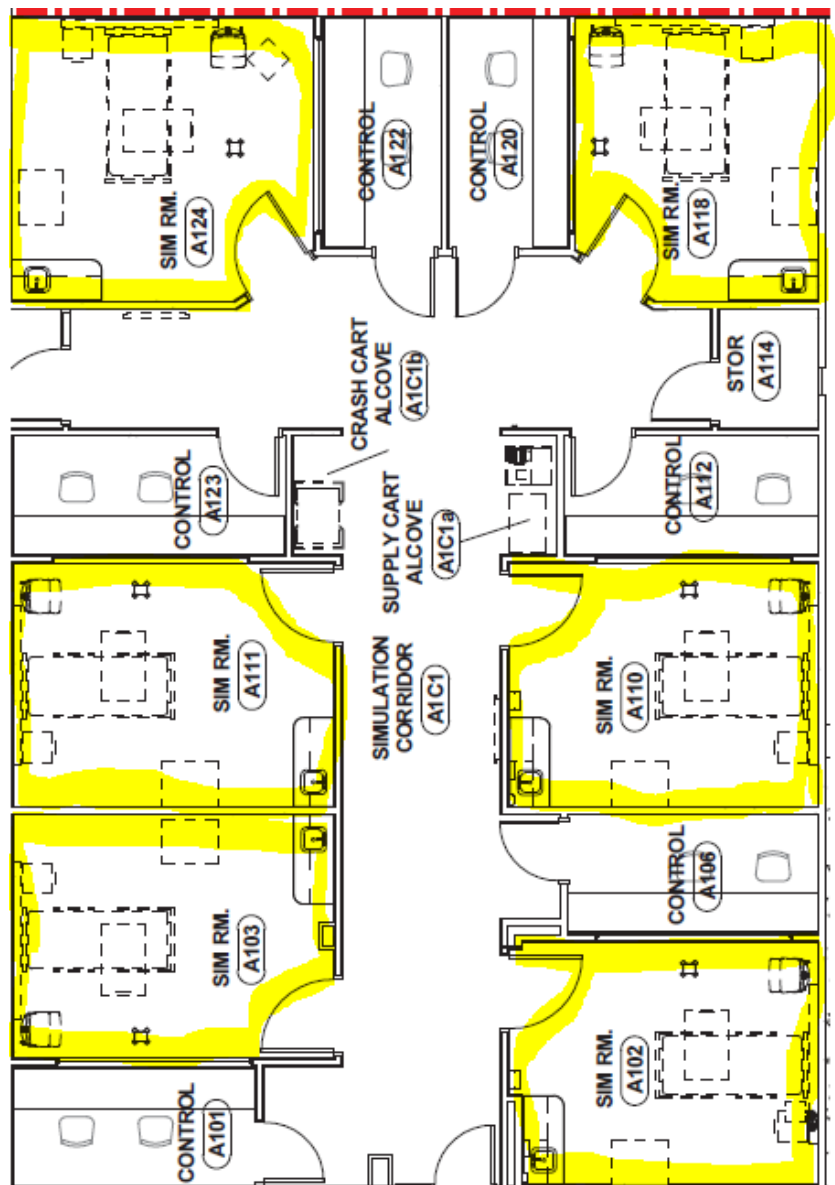 SIM RM.
A124
CONTROL
A122
CONTROL
A120
SIM RM.
A118
CRASH CART
ALCOVE
A1C1b
STOR
A114
CONTROL
A123
SUPPLY CART
ALCOVE
A1C1a
CONTROL
A112
SIM RM.
A111
SIMULATION
CORRIDOR
A1C1
SIM RM.
A110
SIM RM.
A103
CONTROL
A106
CONTROL
A101
SIM RM.
A102